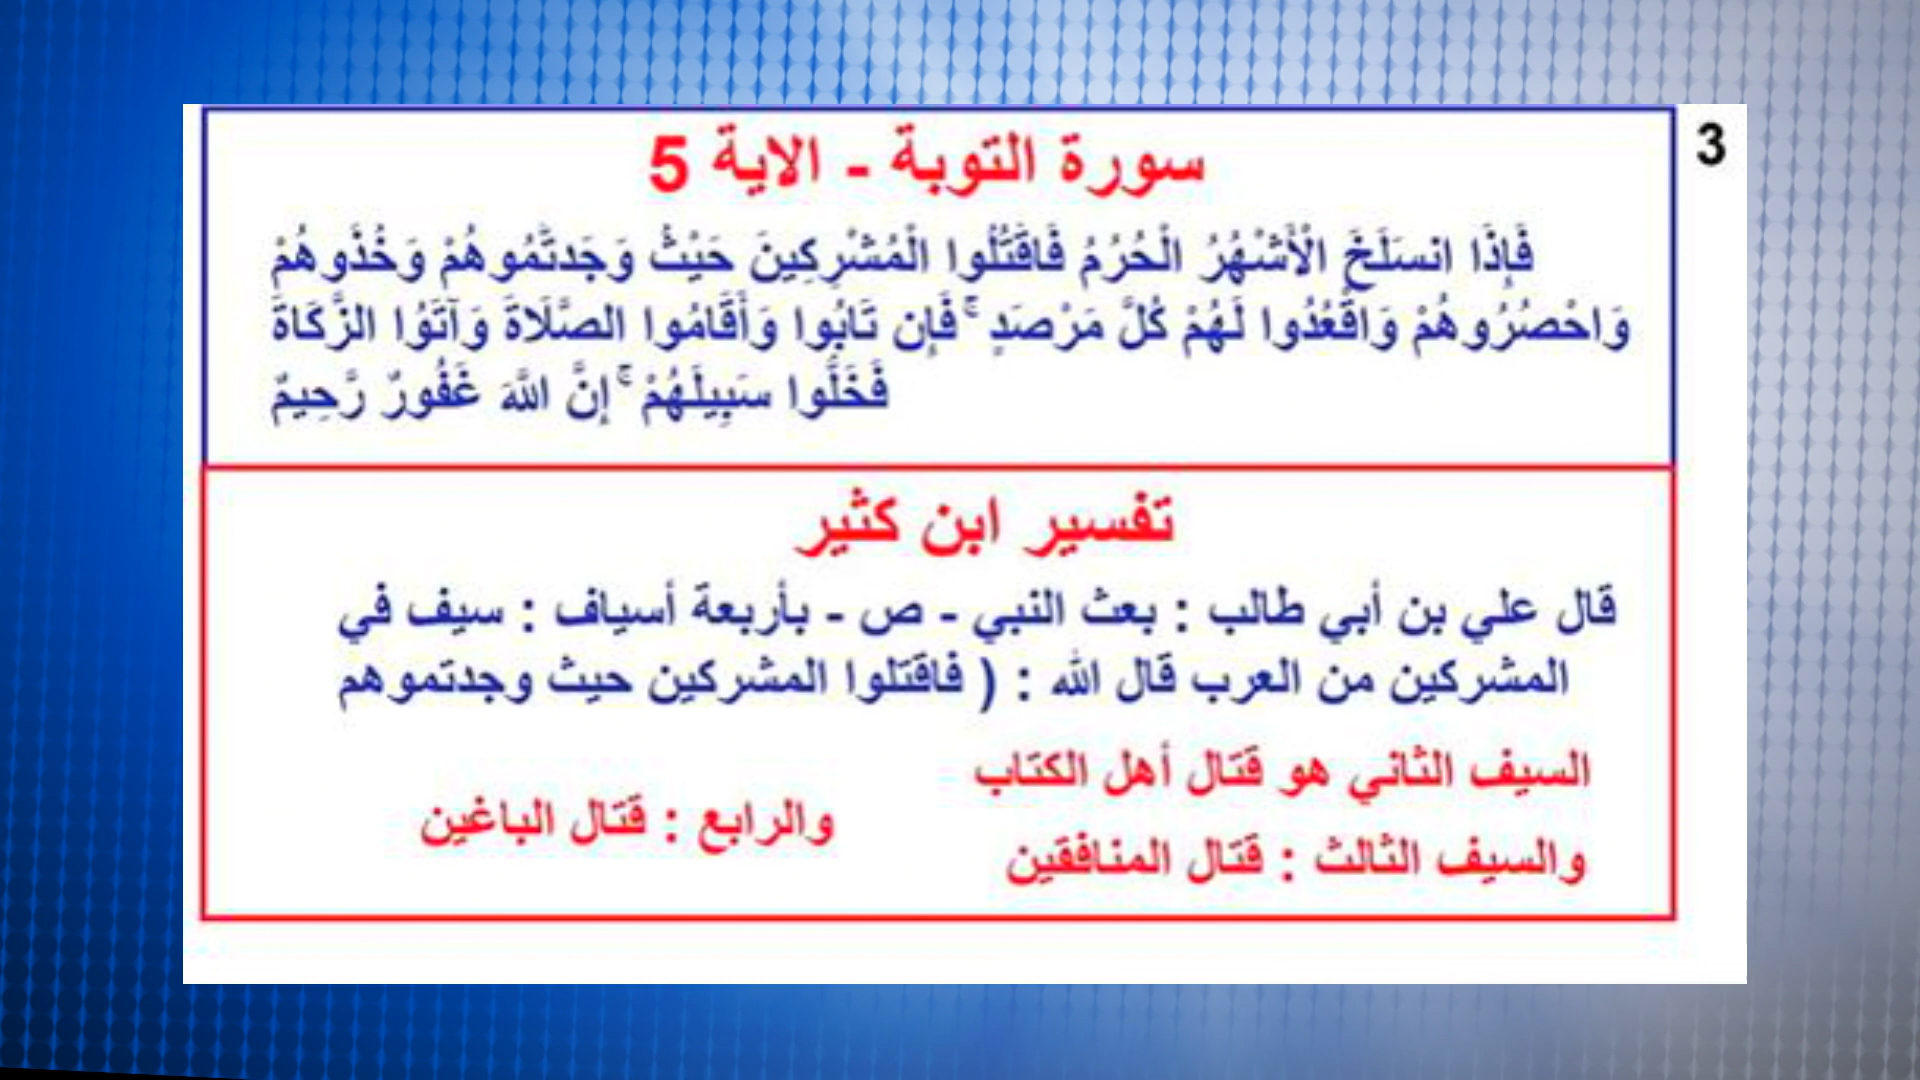 3
سورة التوبة - الاية 5
فَإِذَا انسَلَخَ الْأَشْهُرُ الْحُرُمُ فَاقْتُلُوا الْمُشْرِكِينَ حَيْثُ وَجَدتُّمُوهُمْ وَخُذُوهُمْ
وَاحْصُرُوهُمْ وَاقْعُدُوا لَهُمْ كُلَّ مَرْصَدٍ ۚ فَإِن تَابُوا وَأَقَامُوا الصَّلَاةَ وَآتَوُا الزَّكَاةَ
فَخَلُّوا سَبِيلَهُمْ ۚ إِنَّ اللَّهَ غَفُورٌ رَّحِيمٌ
تفسير ابن كثير
قال علي بن أبي طالب : بعث النبي - ص - بأربعة أسياف : سيف في
المشركين من العرب قال الله : ( فاقتلوا المشركين حيث وجدتموهم
السيف الثاني هو قتال أهل الكتاب
والسيف الثالث : قتال المنافقين
والرابع : قتال الباغين